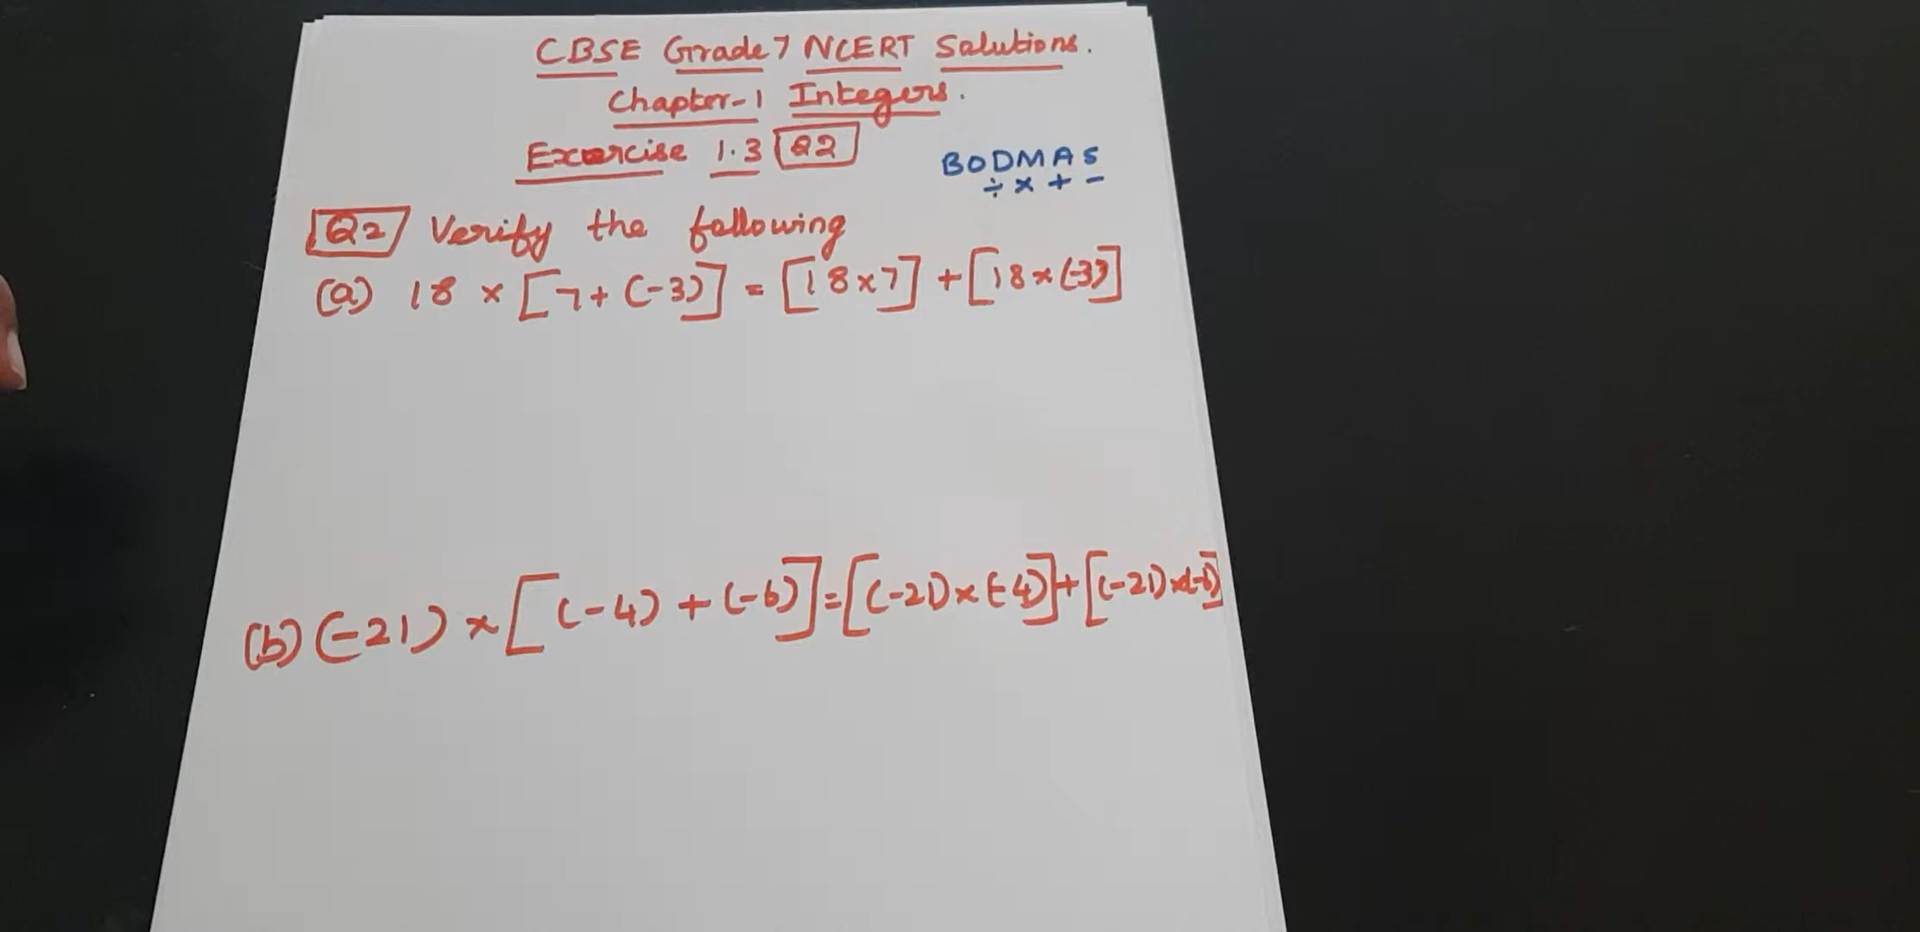 CBSE Grade 7 NCERT Solutions.
Chapter-1 Integers.
Exercise 1.3 Q2
BODMAS
÷ × + -
Q2 Verify the following
(a) 18 × [7 + (-3)] = [18 × 7] + [18 × (-3)]
(b) (-21) × [(-4) + (-6)] = [(-21) × (-4)] + [(-21) × (-6)]